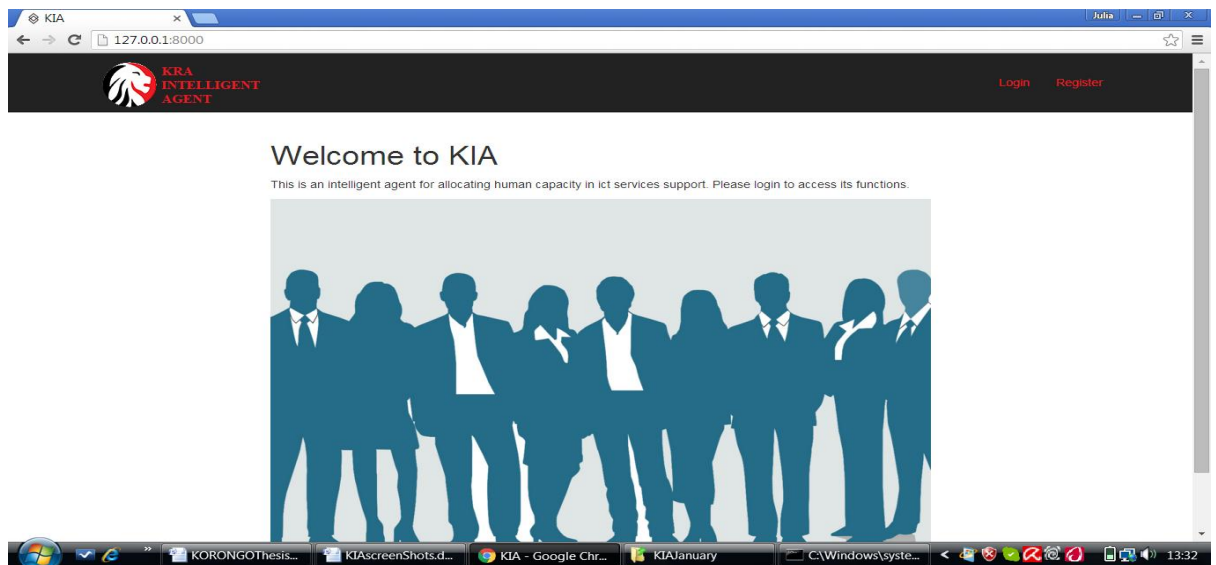 KIA
Julia
127.0.0.1:8000
KRA
INTELLIGENT
AGENT
Login Register
Welcome to KIA
This is an intelligent agent for allocating human capacity in ict services support. Please login to access its functions.
KORONGOThesis... KIAscreenShots.d... KIA - Google Chr... KIAJanuary C:\Windows\syste... 13:32